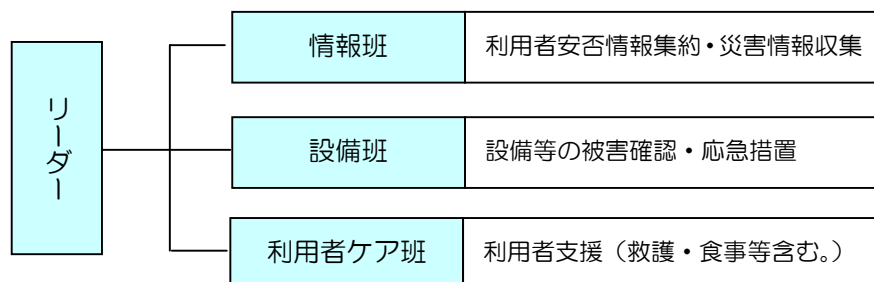 リーダー
情報班
利用者安否情報集約・災害情報収集
設備班
設備等の被害確認・応急措置
利用者ケア班
利用者支援（救護・食事等含む。）